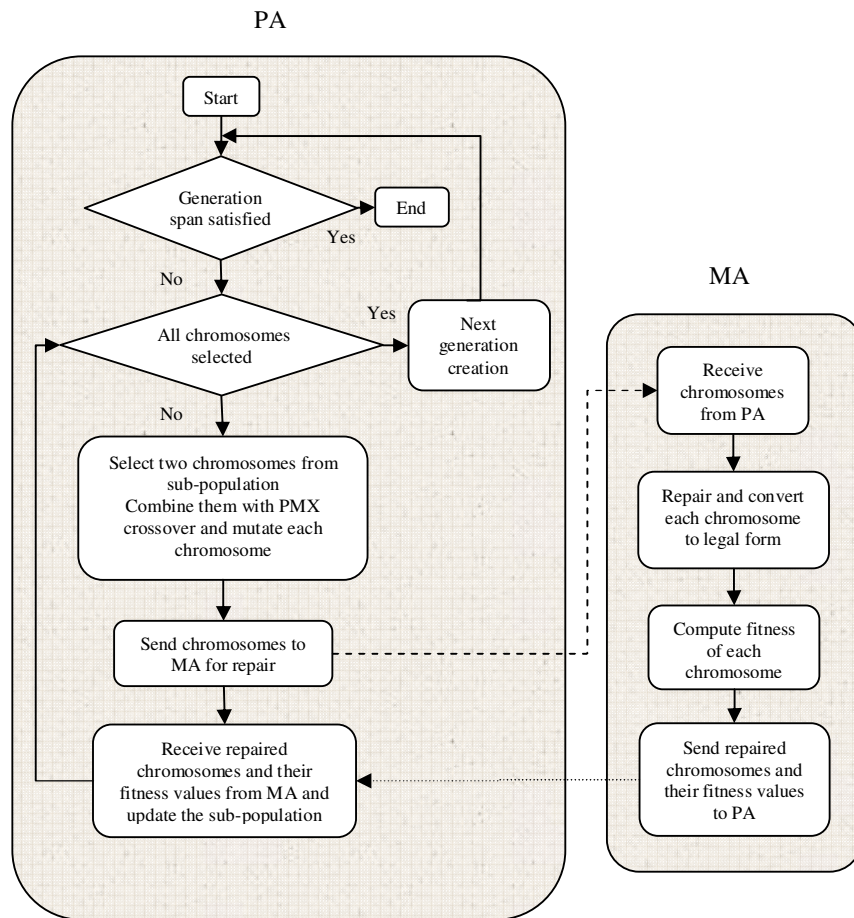 PA
Start
Generation
span satisfied
End
Yes
No
All chromosomes
selected
Yes
Next
generation
creation
No
Select two chromosomes from
sub-population
Combine them with PMX
crossover and mutate each
chromosome
Send chromosomes to
MA for repair
Receive repaired
chromosomes and their
fitness values from MA and
update the sub-population
MA
Receive
chromosomes
from PA
Repair and convert
each chromosome
to legal form
Compute fitness
of each
chromosome
Send repaired
chromosomes and
their fitness values
to PA